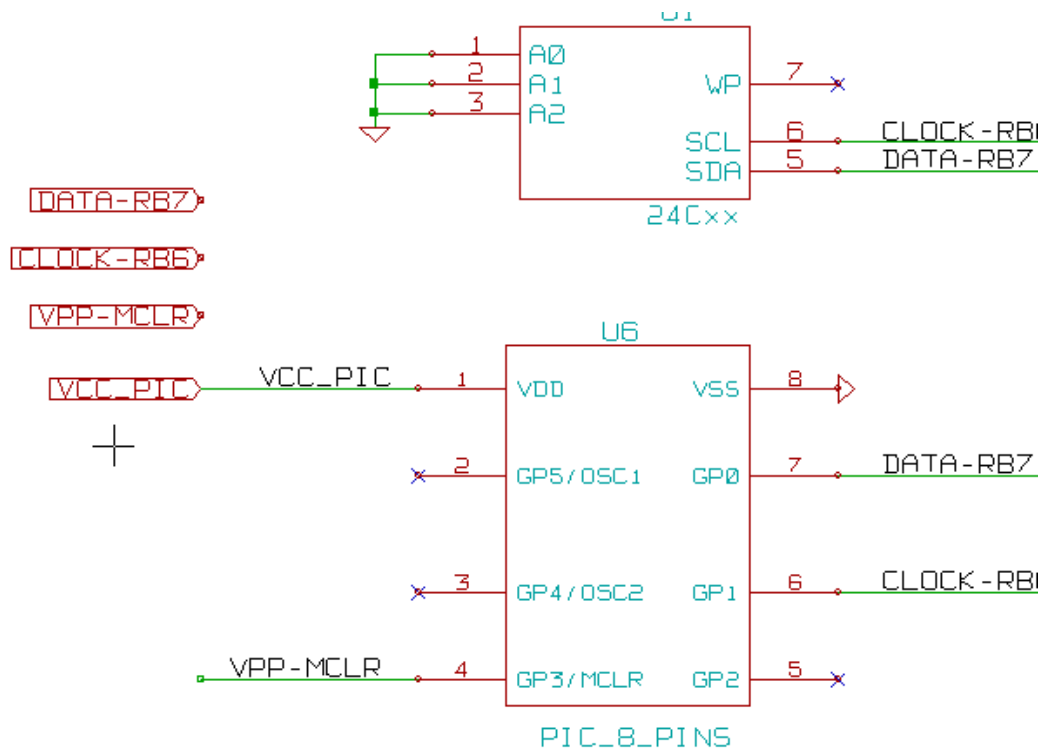 U1
1 A0
2 A1 WP 7
3 A2
SCL 6 CLOCK-RB6
SDA 5 DATA-RB7
24Cxx
DATA-RB7
CLOCK-RB6
VPP-MCLR
U6
VCC_PIC VCC_PIC 1 VDD VSS 8
2 GP5/OSC1 GP0 7 DATA-RB7
3 GP4/OSC2 GP1 6 CLOCK-RB6
VPP-MCLR 4 GP3/MCLR GP2 5
PIC_8_PINS